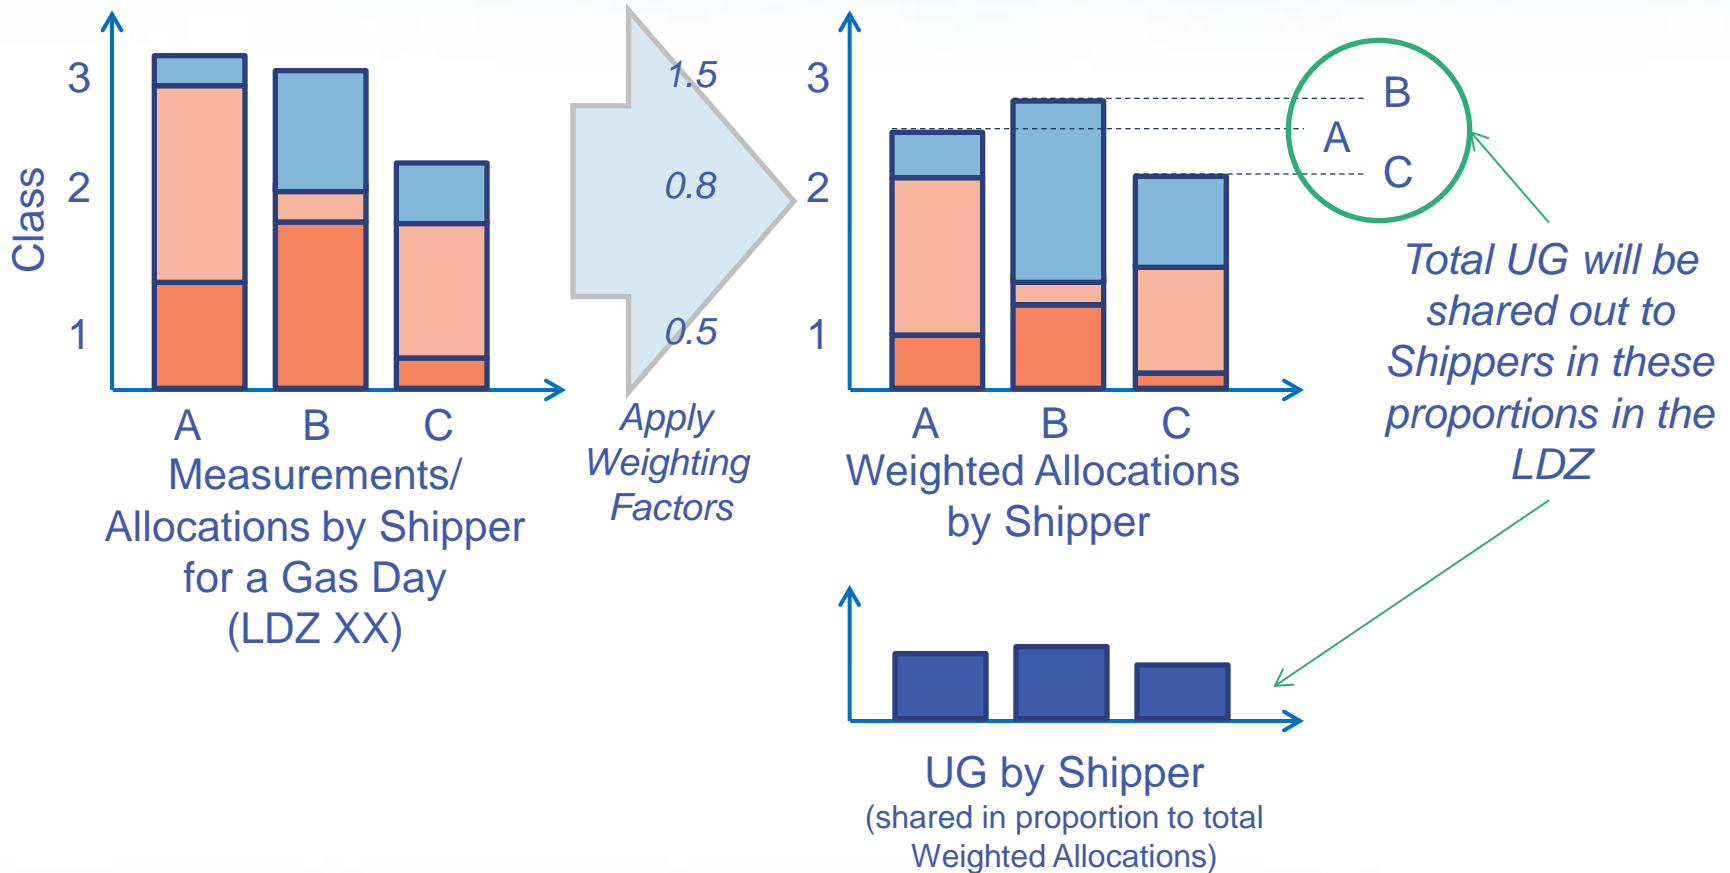 Class
3
2
1
A
B
C
Measurements/
Allocations by Shipper
for a Gas Day
(LDZ XX)
1.5
0.8
0.5
Apply
Weighting
Factors
3
2
1
A
B
C
Weighted Allocations
by Shipper
B
A
C
Total UG will be
shared out to
Shippers in these
proportions in the
LDZ
UG by Shipper
(shared in proportion to total
Weighted Allocations)